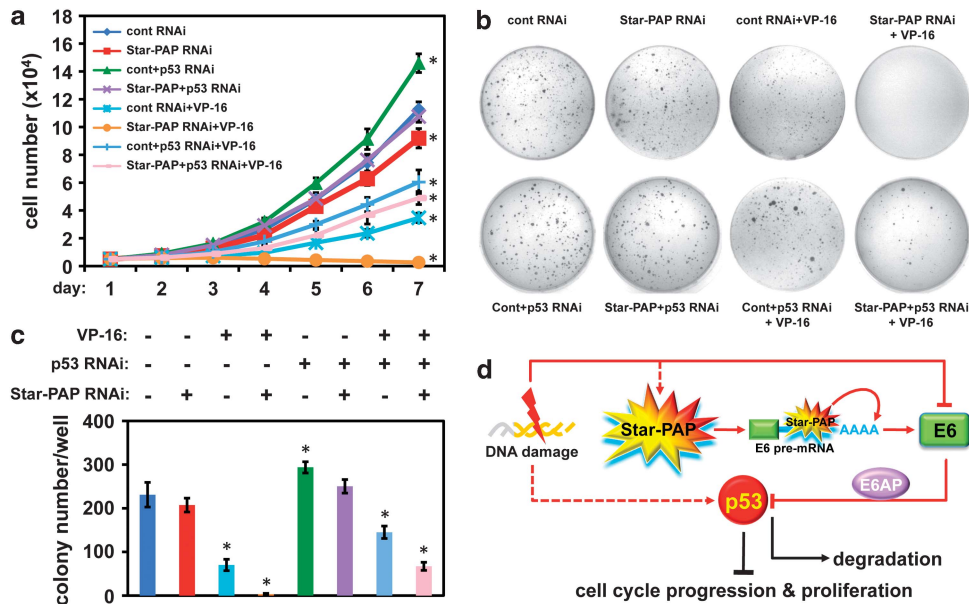 a
cell number (x10⁴)
18
16
14
12
10
8
6
4
2
0
cont RNAi
Star-PAP RNAi
cont+p53 RNAi
Star-PAP+p53 RNAi
cont RNAi+VP-16
Star-PAP RNAi+VP-16
cont+p53 RNAi+VP-16
Star-PAP+p53 RNAi+VP-16
*
*
*
*
*
*
day: 1 2 3 4 5 6 7
b
cont RNAi
Star-PAP RNAi
cont RNAi+VP-16
Star-PAP RNAi
+ VP-16
Cont+p53 RNAi
Star-PAP+p53 RNAi
Cont+p53 RNAi
+ VP-16
Star-PAP+p53 RNAi
+ VP-16
c
VP-16: - - + + - - + +
p53 RNAi: - - - - + + + +
Star-PAP RNAi: - + - + - + - +
colony number/well
400
300
200
100
0
* * * * *
d
DNA damage
Star-PAP
Star-PAP
E6 pre-mRNA
AAAA
E6
E6AP
p53
degradation
cell cycle progression & proliferation